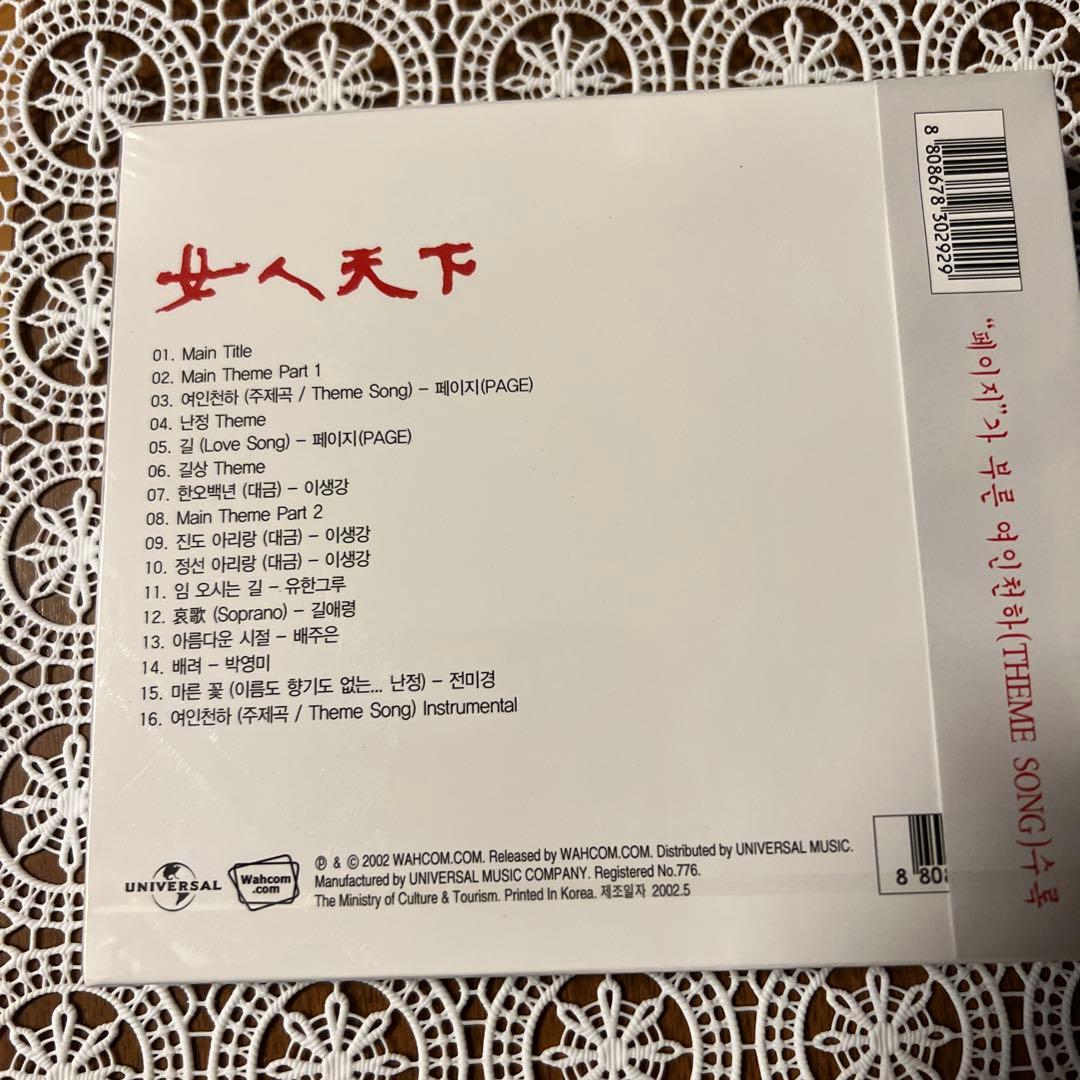 女人天下
01. Main Title
02. Main Theme Part 1
03. 여인천하 (주제곡 / Theme Song) – 페이지(PAGE)
04. 난정 Theme
05. 길 (Love Song) – 페이지(PAGE)
06. 길상 Theme
07. 한오백년 (대금) – 이생강
08. Main Theme Part 2
09. 진도 아리랑 (대금) – 이생강
10. 정선 아리랑 (대금) – 이생강
11. 임 오시는 길 – 유한그루
12. 哀歌 (Soprano) – 길애령
13. 아름다운 시절 – 배주은
14. 배려 – 박영미
15. 마른 꽃 (이름도 향기도 없는... 난정) – 전미경
16. 여인천하 (주제곡 / Theme Song) Instrumental
UNIVERSAL
Wahcom
.com
℗ & © 2002 WAHCOM.COM. Released by WAHCOM.COM. Distributed by UNIVERSAL MUSIC.
Manufactured by UNIVERSAL MUSIC COMPANY. Registered No.776.
The Ministry of Culture & Tourism. Printed In Korea. 제조일자 2002.5
8 808
8 808678 302929
"페이지"가 부른 여인천하(THEME SONG)수록